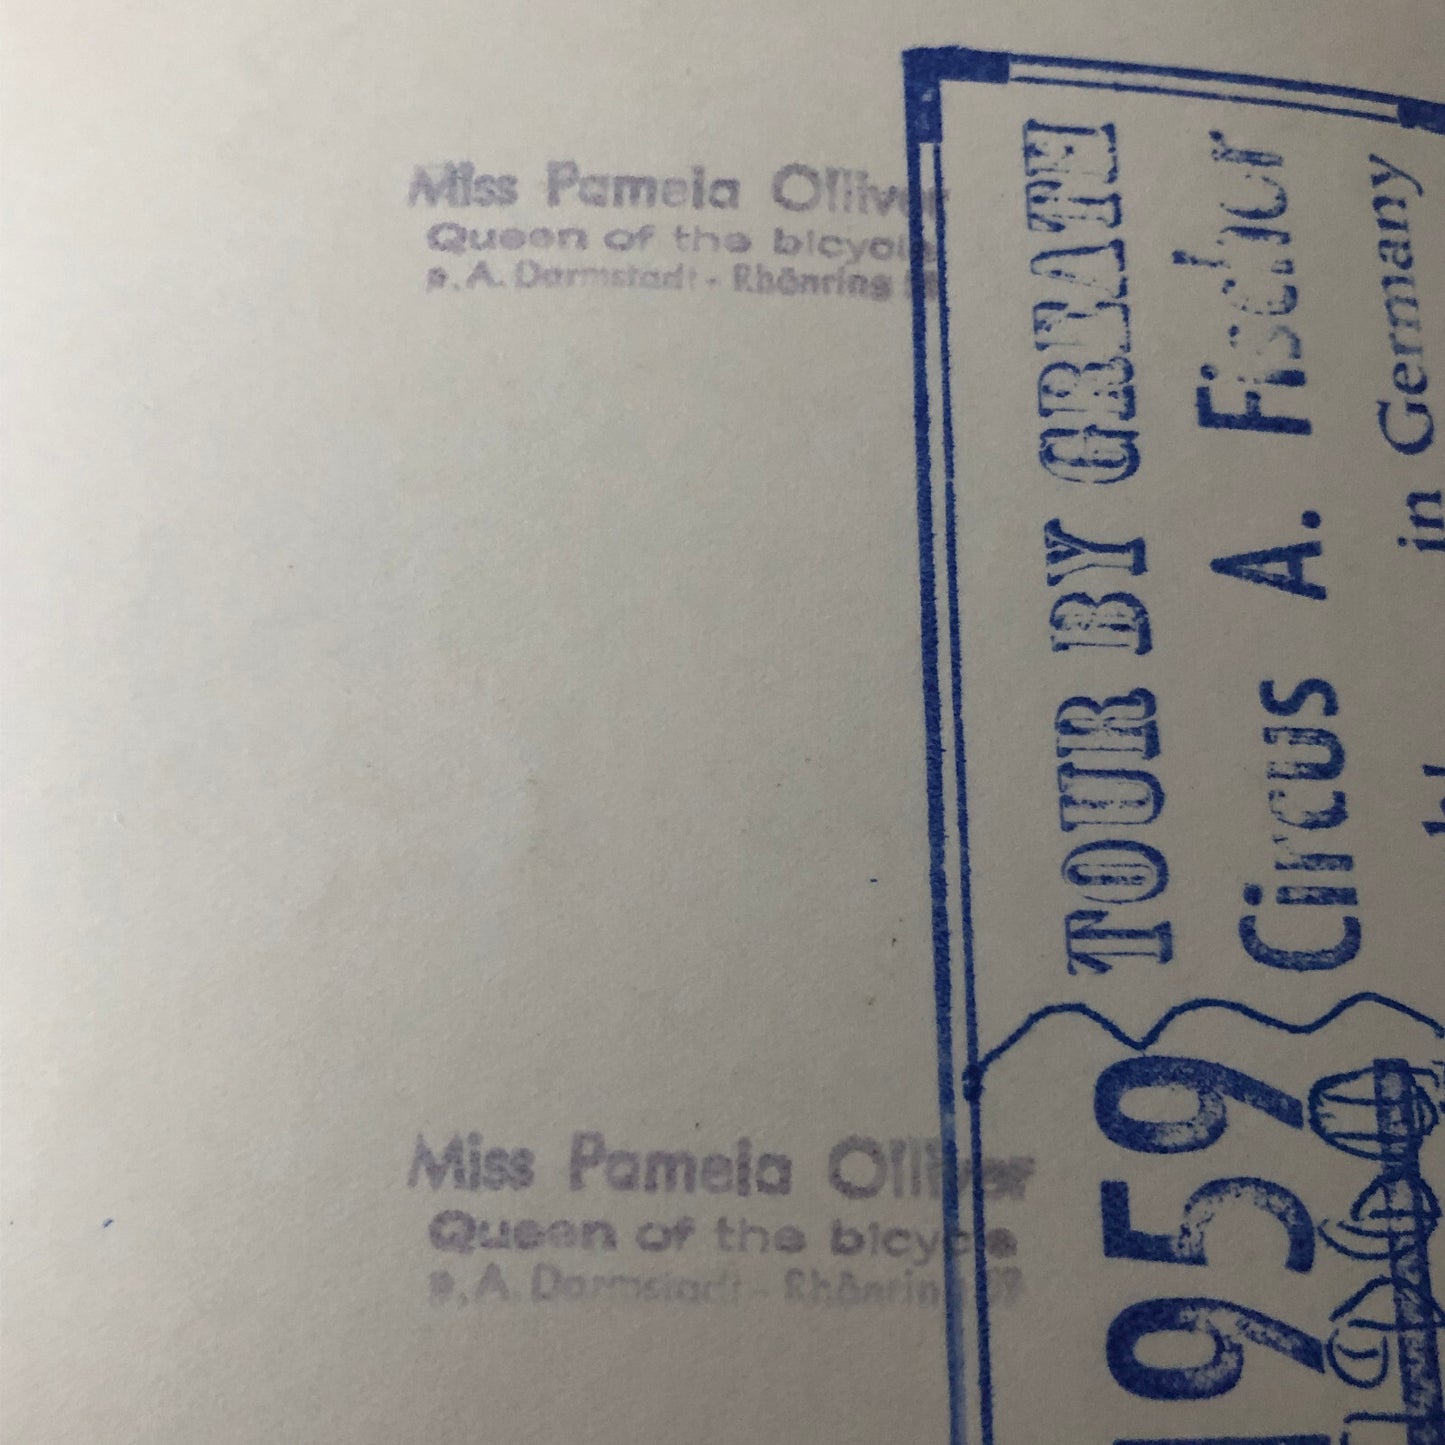 Miss Pamela Olliver
Queen of the bicycle
p. A. Darmstadt - Rhönring
TOUR BY GREATE
Circus A. Fischer
in Germany
1959
Miss Pamela Olliver
Queen of the bicycle
p. A. Darmstadt - Rhönring